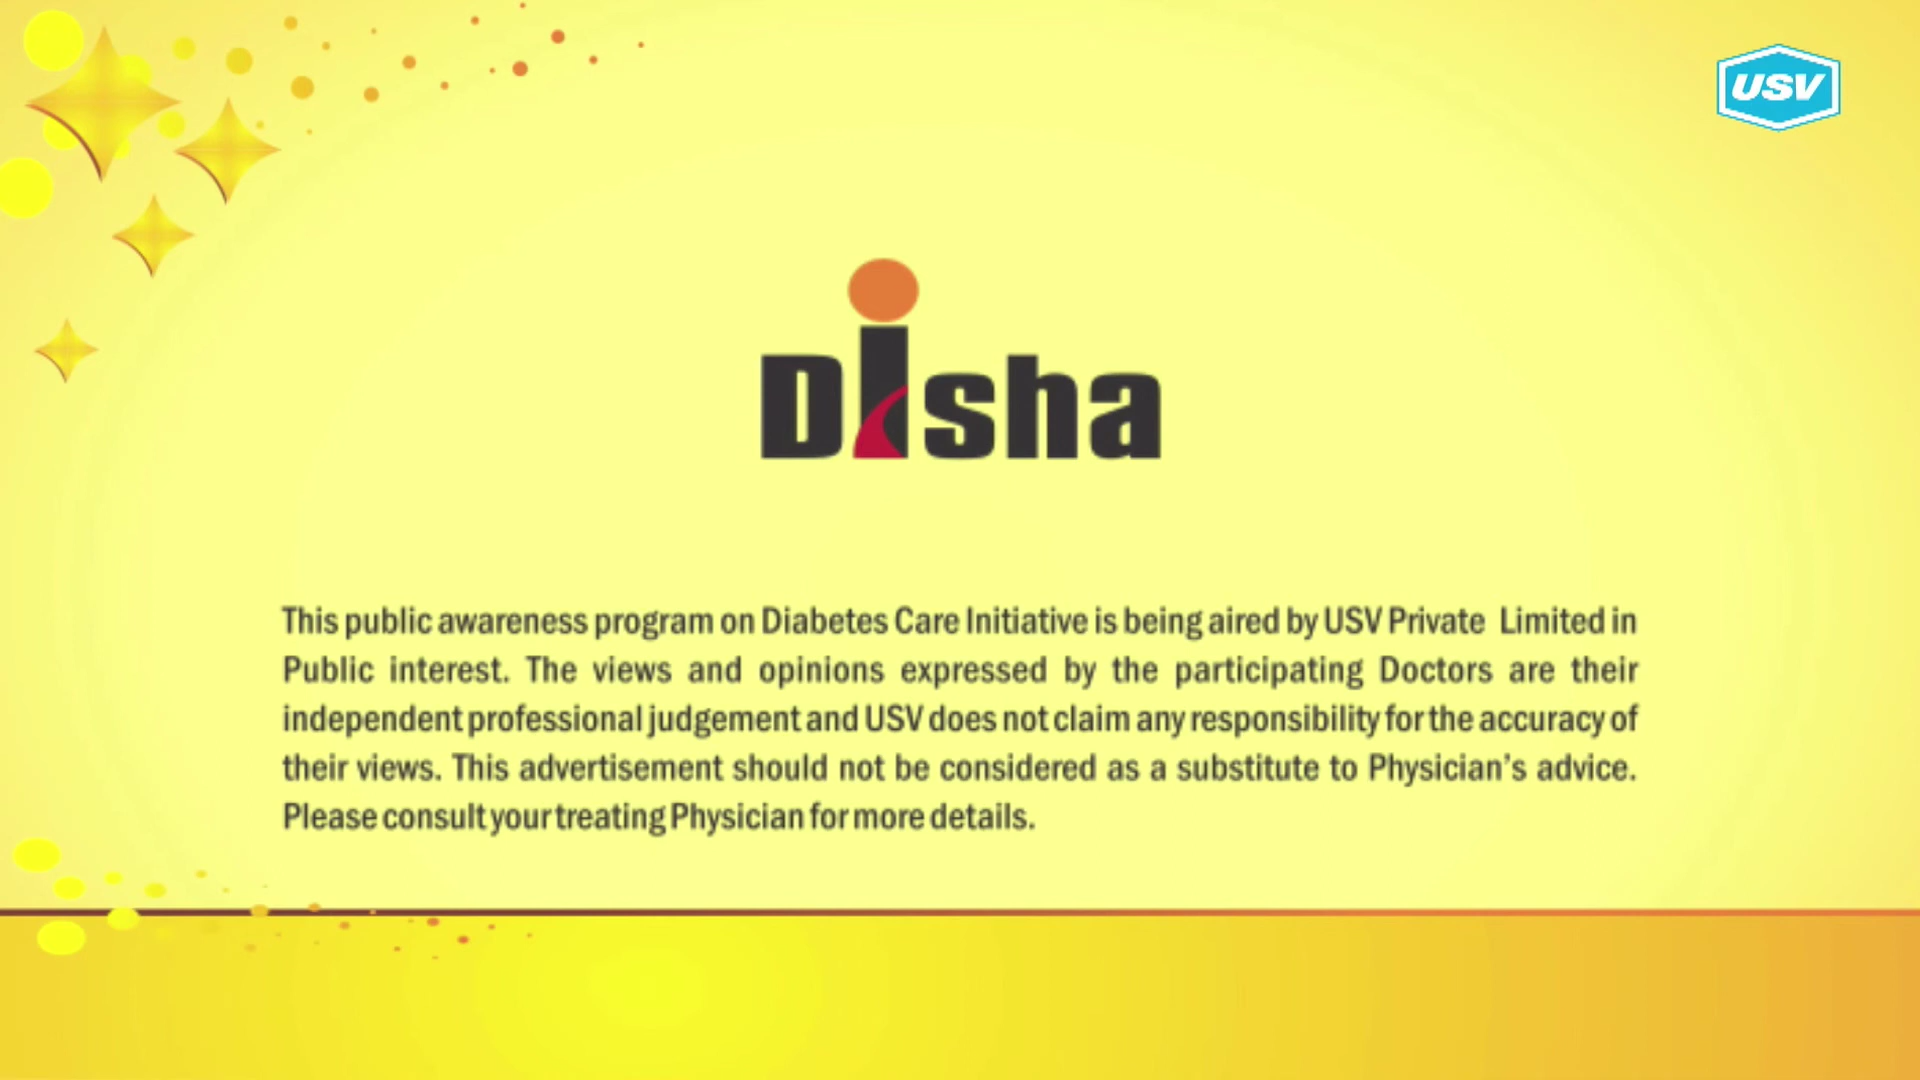 USV
Disha
This public awareness program on Diabetes Care Initiative is being aired by USV Private Limited in
Public interest. The views and opinions expressed by the participating Doctors are their
independent professional judgement and USV does not claim any responsibility for the accuracy of
their views. This advertisement should not be considered as a substitute to Physician's advice.
Please consult your treating Physician for more details.